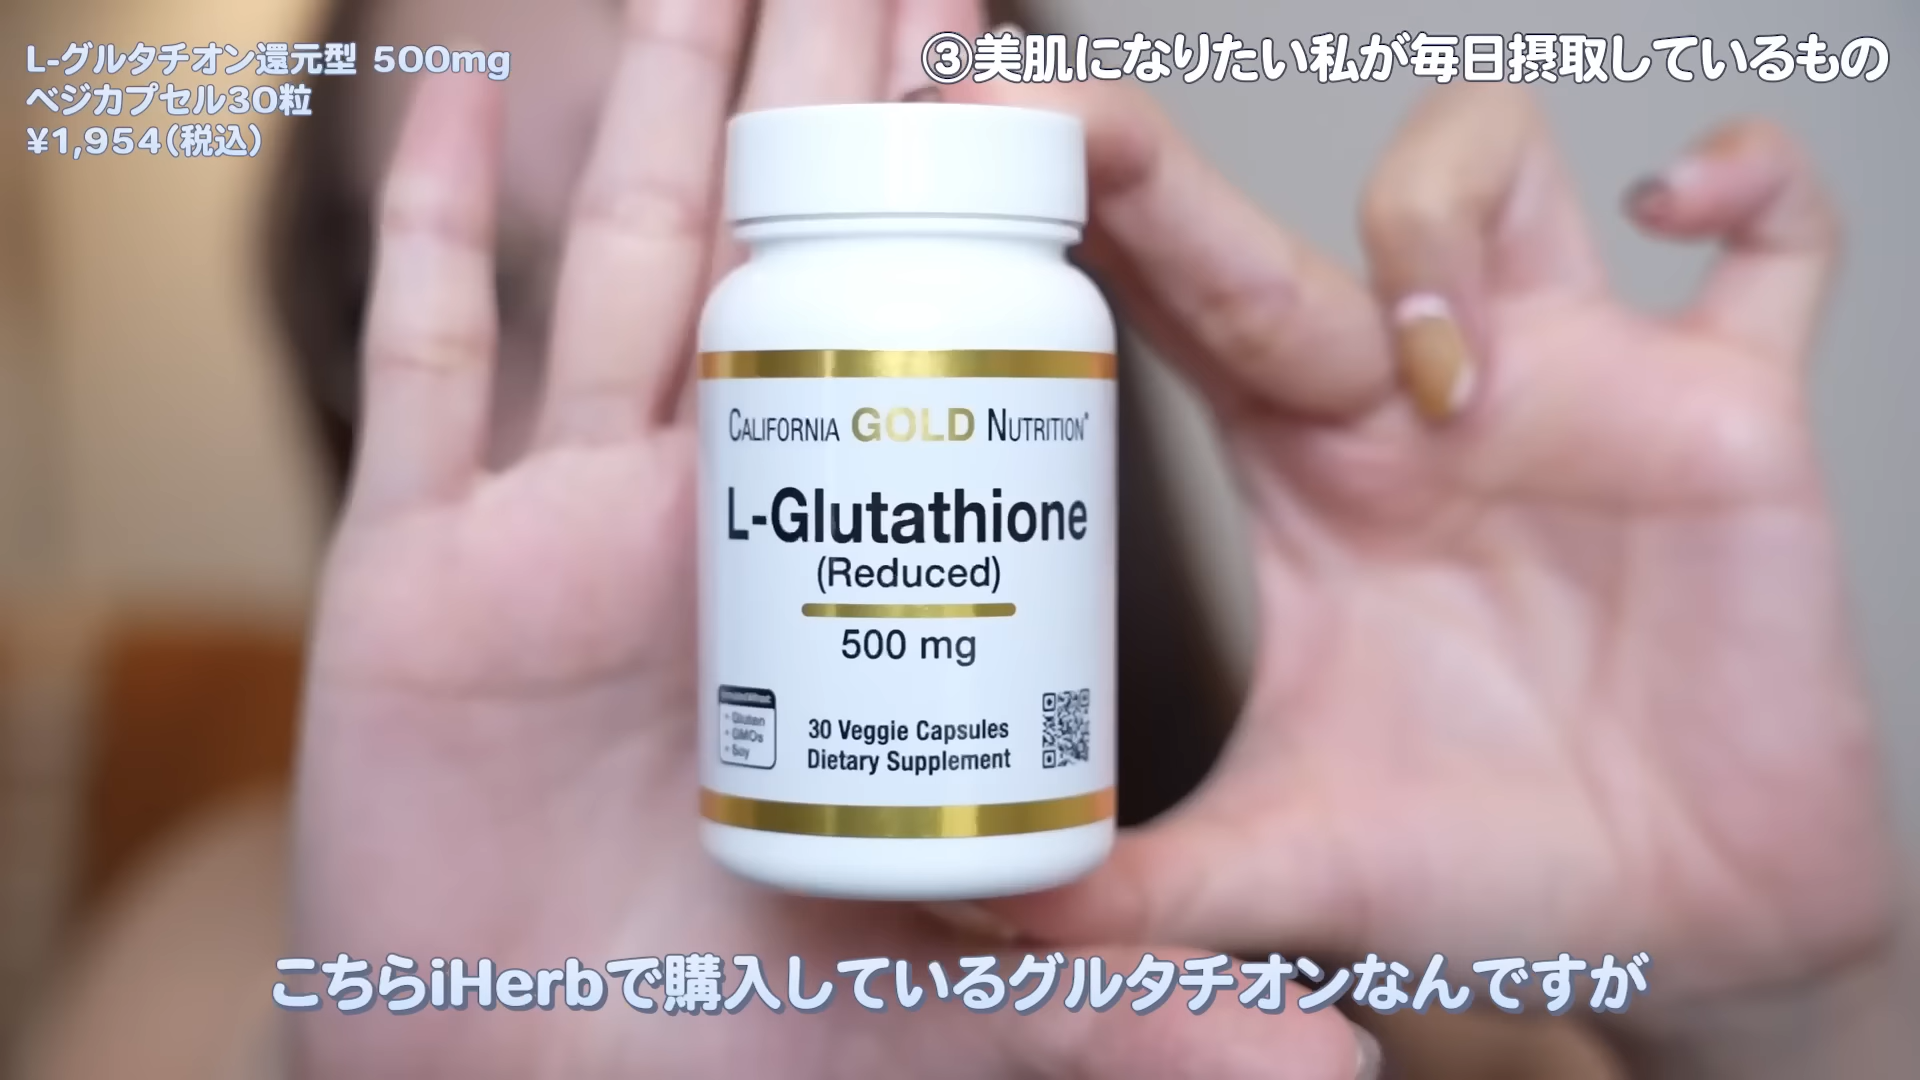 L-グルタチオン還元型 500mg
ベジカプセル30粒
¥1,954(税込)
③美肌になりたい私が毎日摂取しているもの
CALIFORNIA GOLD NUTRITION®
L-Glutathione
(Reduced)
500 mg
• Gluten
• GMOs
• Soy
30 Veggie Capsules
Dietary Supplement
こちらiHerbで購入しているグルタチオンなんですが